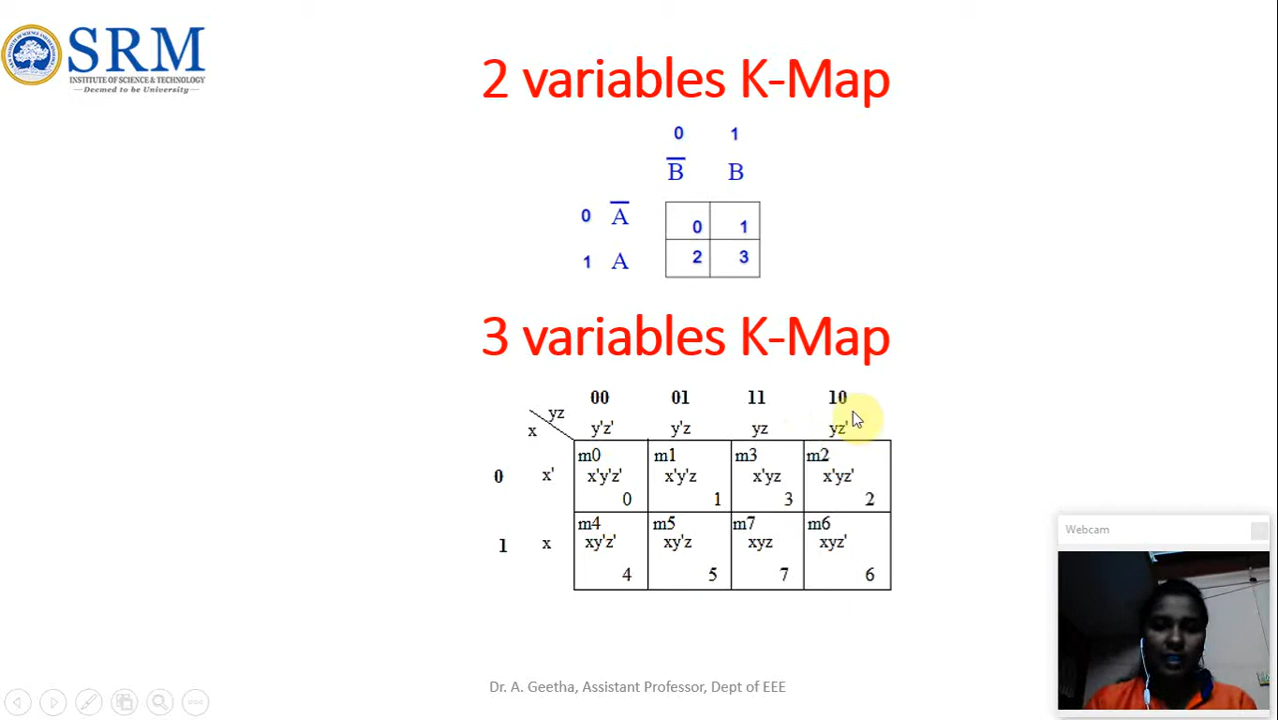 SRM
INSTITUTE OF SCIENCE & TECHNOLOGY
Deemed to be University
2 variables K-Map
0 1
B̅ B
0 A̅ 0 1
1 A 2 3
3 variables K-Map
00 01 11 10
yz
x y'z' y'z yz yz'
m0 m1 m3 m2
0 x' x'y'z' x'y'z x'yz x'yz'
0 1 3 2
m4 m5 m7 m6
1 x xy'z' xy'z xyz xyz'
4 5 7 6
Webcam
Dr. A. Geetha, Assistant Professor, Dept of EEE